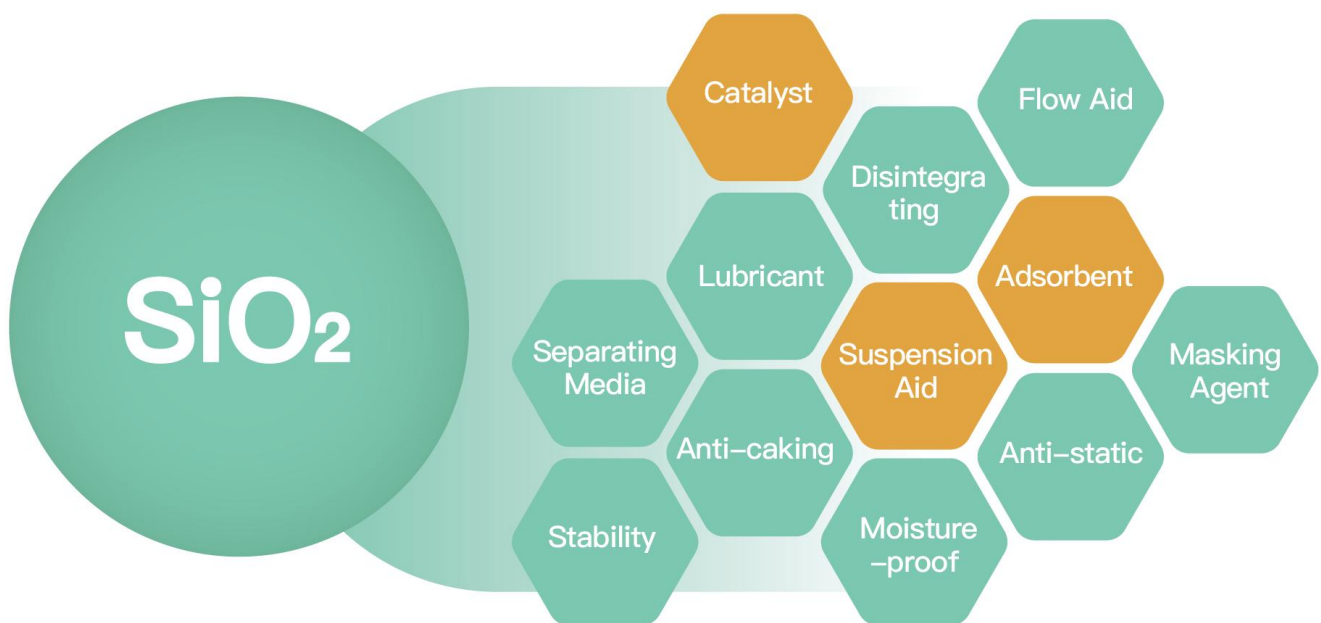 SiO₂
Catalyst
Flow Aid
Disintegra
ting
Lubricant
Adsorbent
Separating
Media
Suspension
Aid
Masking
Agent
Anti–caking
Anti–static
Stability
Moisture
–proof